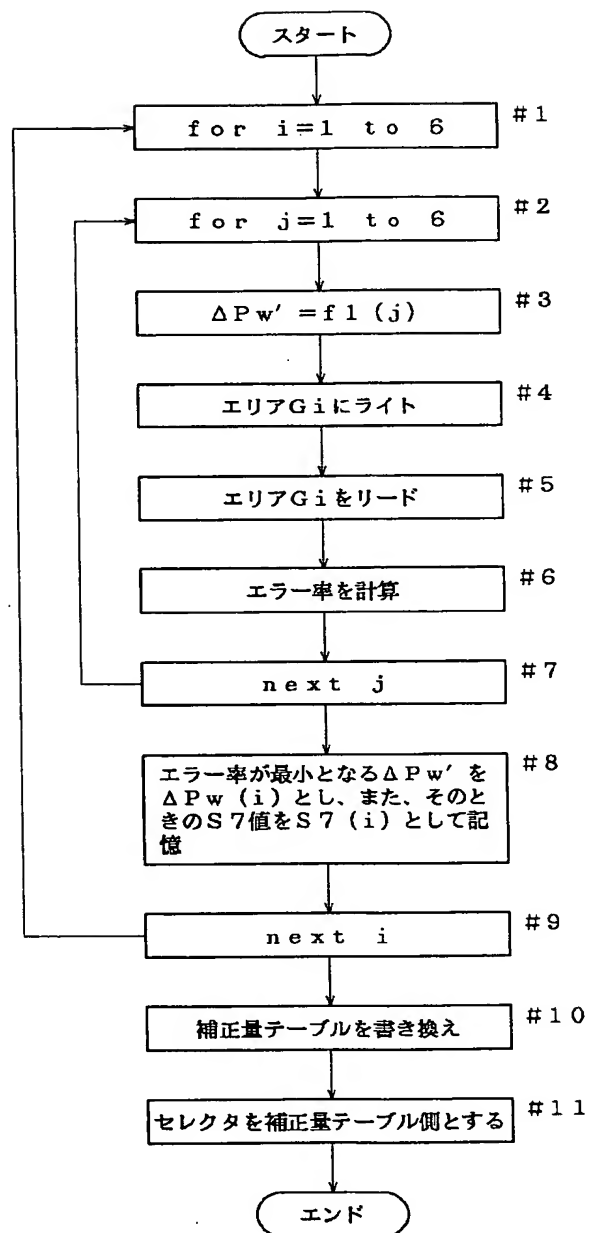 スタート
for i=1 to 6 #1
for j=1 to 6 #2
ΔPw'=f1(j) #3
エリアGiにライト #4
エリアGiをリード #5
エラー率を計算 #6
next j #7
エラー率が最小となるΔPw'を #8
ΔPw(i)とし、また、そのと
きのS7値をS7(i)として記
憶
next i #9
補正量テーブルを書き換え #10
セレクタを補正量テーブル側とする #11
エンド